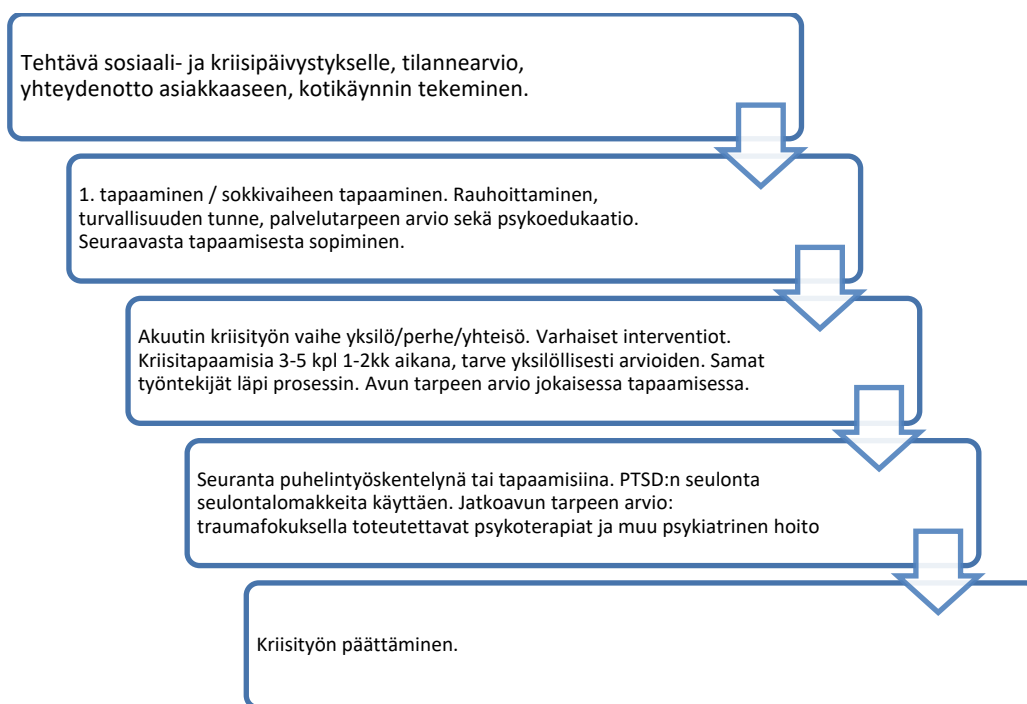 Tehtävä sosiaali- ja kriisipäivystykselle, tilannearvio,
yhteydenotto asiakkaaseen, kotikäynnin tekeminen.
1. tapaaminen / sokkivaiheen tapaaminen. Rauhoittaminen,
turvallisuuden tunne, palvelutarpeen arvio sekä psykoedukaatio.
Seuraavasta tapaamisesta sopiminen.
Akuutin kriisityön vaihe yksilö/perhe/yhteisö. Varhaiset interventiot.
Kriisitapaamisia 3-5 kpl 1-2kk aikana, tarve yksilöllisesti arvioiden. Samat
työntekijät läpi prosessin. Avun tarpeen arvio jokaisessa tapaamisessa.
Seuranta puhelintyöskentelynä tai tapaamisiina. PTSD:n seulonta
seulontalomakkeita käyttäen. Jatkoavun tarpeen arvio:
traumafokuksella toteutettavat psykoterapiat ja muu psykiatrinen hoito
Kriisityön päättäminen.